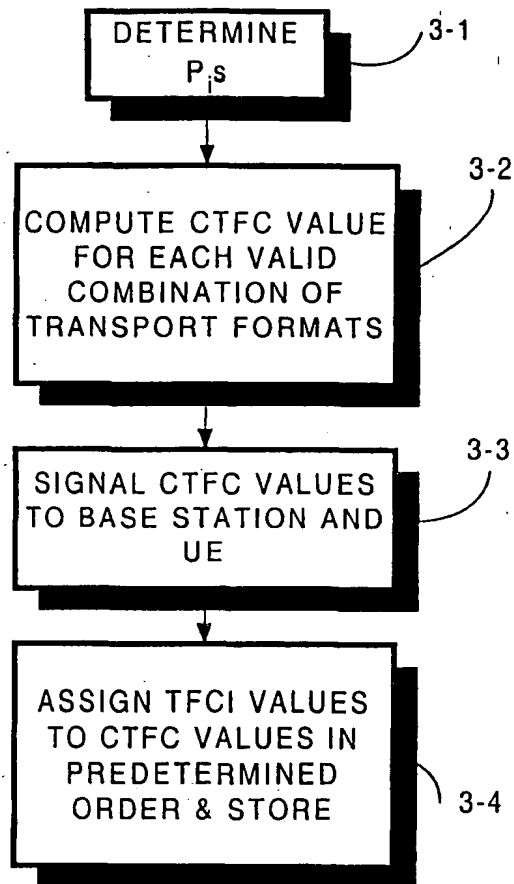 DETERMINE
Pis
3-1
3-2
COMPUTE CTFC VALUE
FOR EACH VALID
COMBINATION OF
TRANSPORT FORMATS
3-3
SIGNAL CTFC VALUES
TO BASE STATION AND
UE
ASSIGN TFCI VALUES
TO CTFC VALUES IN
PREDETERMINED
ORDER & STORE
3-4